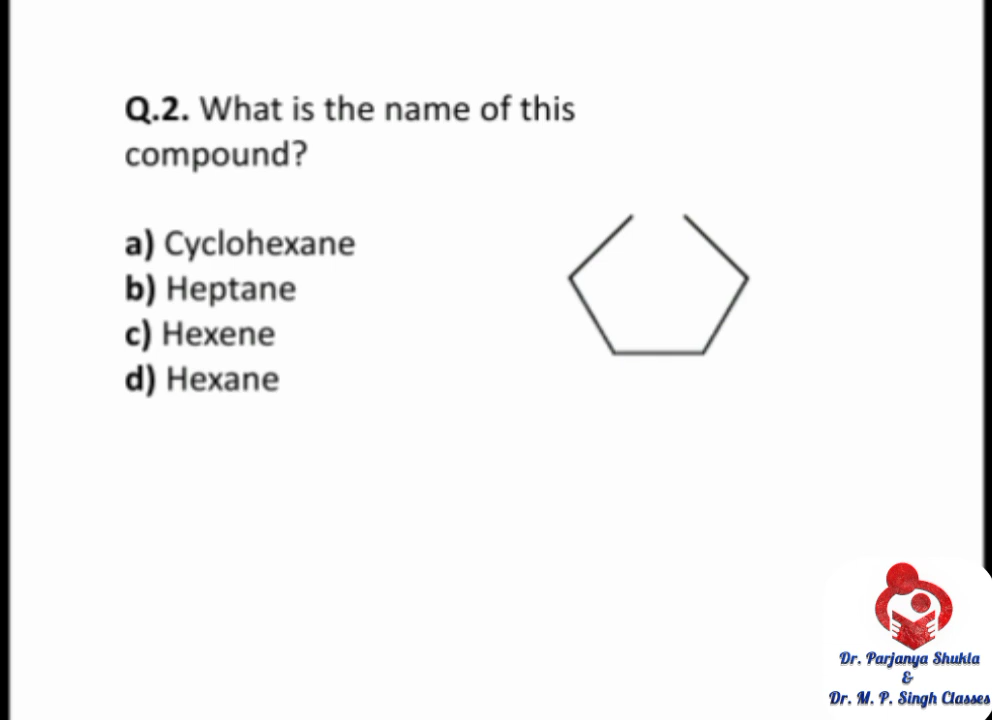 Q.2. What is the name of this
compound?
a) Cyclohexane
b) Heptane
c) Hexene
d) Hexane
Dr. Parjanya Shukla
&
Dr. M. P. Singh Classes